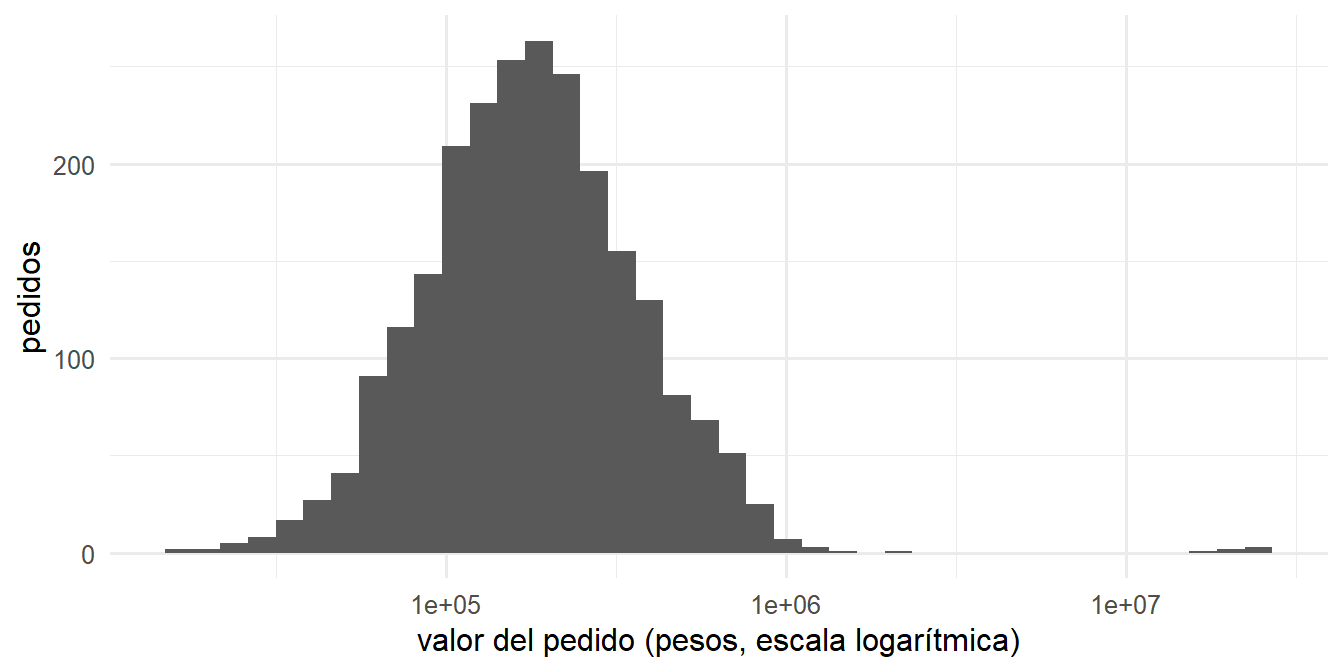 pedidos
200
100
0
1e+05
1e+06
1e+07
valor del pedido (pesos, escala logarítmica)